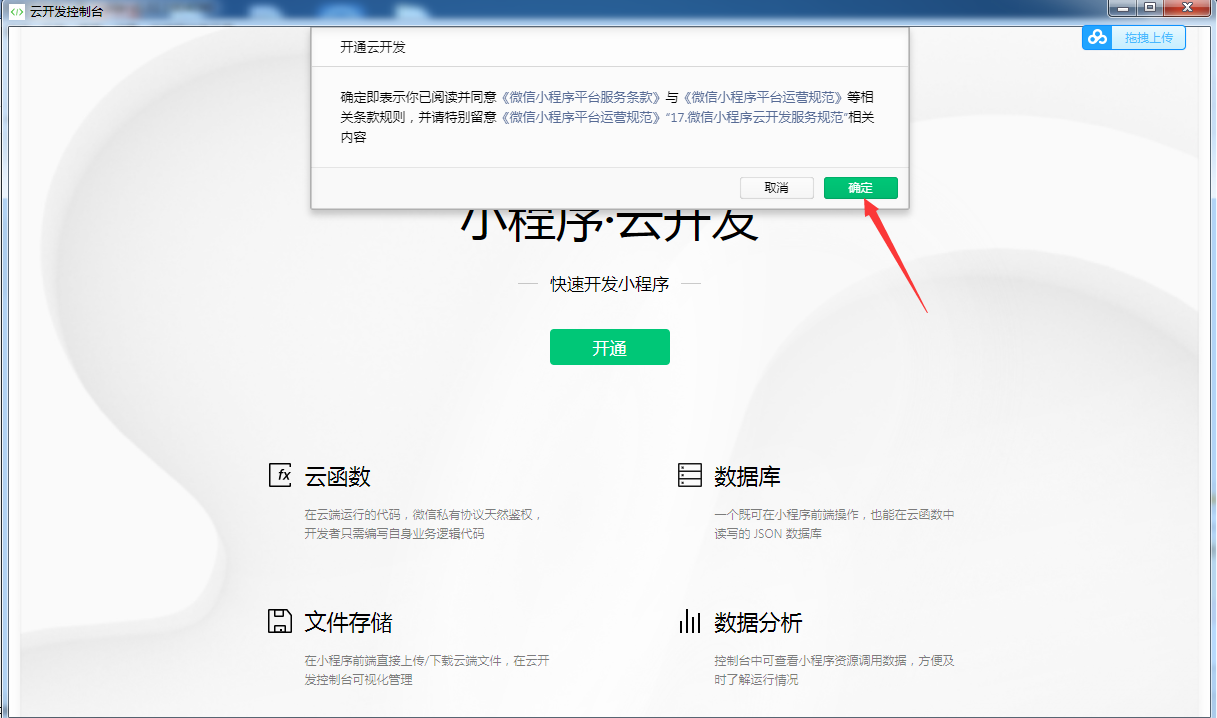 云开发控制台
拖拽上传
开通云开发
确定即表示你已阅读并同意《微信小程序平台服务条款》与《微信小程序平台运营规范》等相
关条款规则，并请特别留意《微信小程序平台运营规范》“17.微信小程序云开发服务规范”相关
内容
取消
确定
小程序·云开发
快速开发小程序
开通
云函数
在云端运行的代码，微信私有协议天然鉴权，
开发者只需编写自身业务逻辑代码
数据库
一个既可在小程序前端操作，也能在云函数中
读写的 JSON 数据库
文件存储
在小程序前端直接上传/下载云端文件，在云开
发控制台可视化管理
数据分析
控制台中可查看小程序资源调用数据，方便及
时了解运行情况